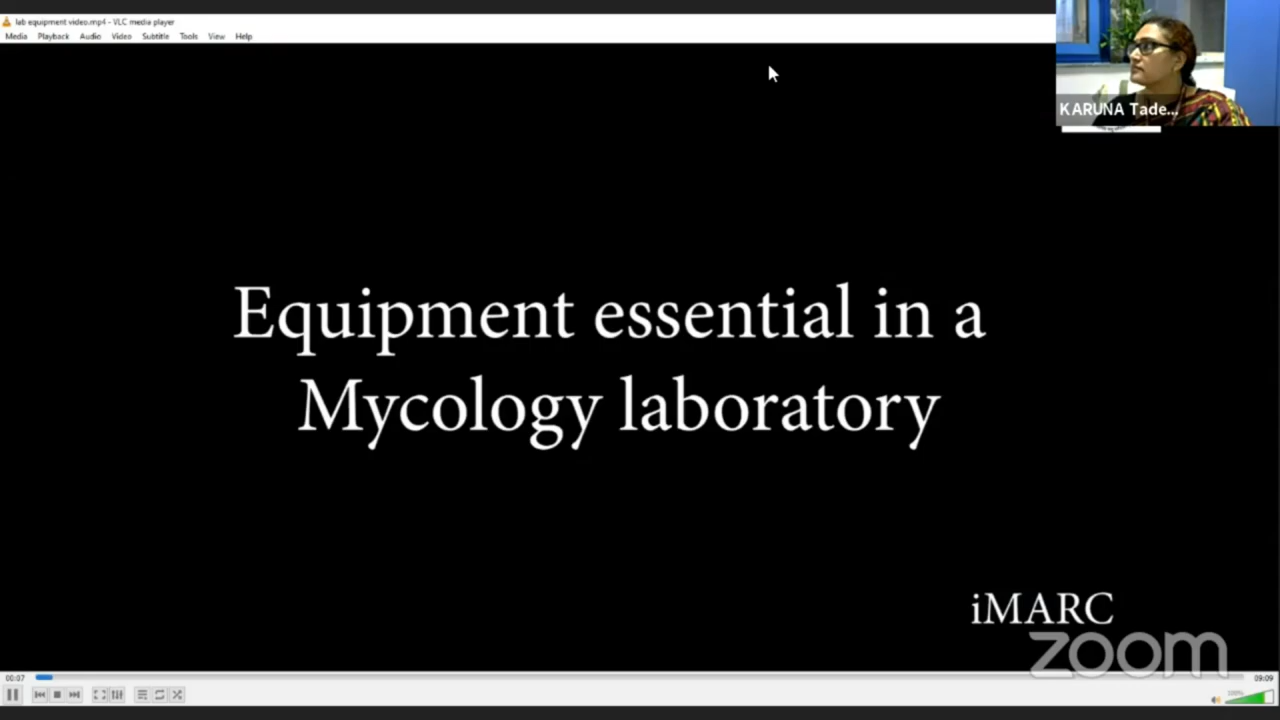 lab equipment video.mp4 - VLC media player
Media Playback Audio Video Subtitle Tools View Help
KARUNA Tade...
Equipment essential in a
Mycology laboratory
iMARC
zoom
00:07
09:09
100%